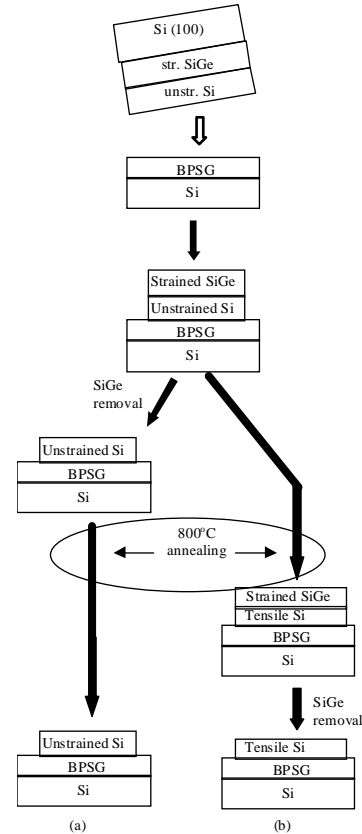 Si (100)
str. SiGe
unstr. Si
BPSG
Si
Strained SiGe
Unstrained Si
BPSG
Si
SiGe
removal
Unstrained Si
BPSG
Si
800°C
annealing
Strained SiGe
Tensile Si
BPSG
Si
SiGe
removal
Unstrained Si
BPSG
Si
Tensile Si
BPSG
Si
(a)
(b)